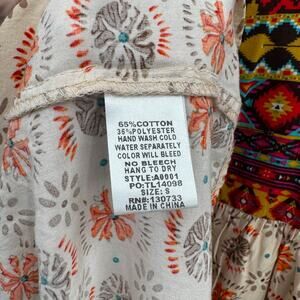 65%COTTON
35%POLYESTER
HAND WASH COLD
WATER SEPARATELY
COLOR WILL BLEED
NO BLEECH
HANG TO DRY
STYLE:A0001
PO:TL14098
SIZE: S
RN#:130733
MADE IN CHINA